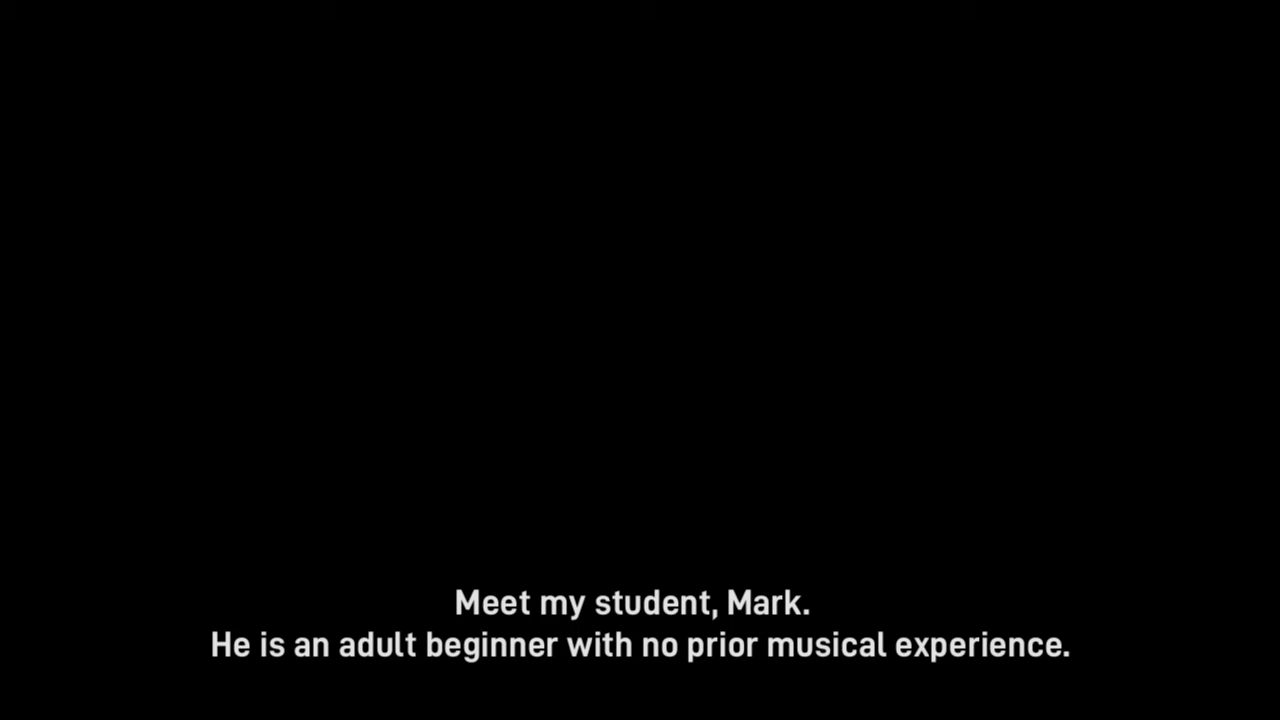 Meet my student, Mark.
He is an adult beginner with no prior musical experience.